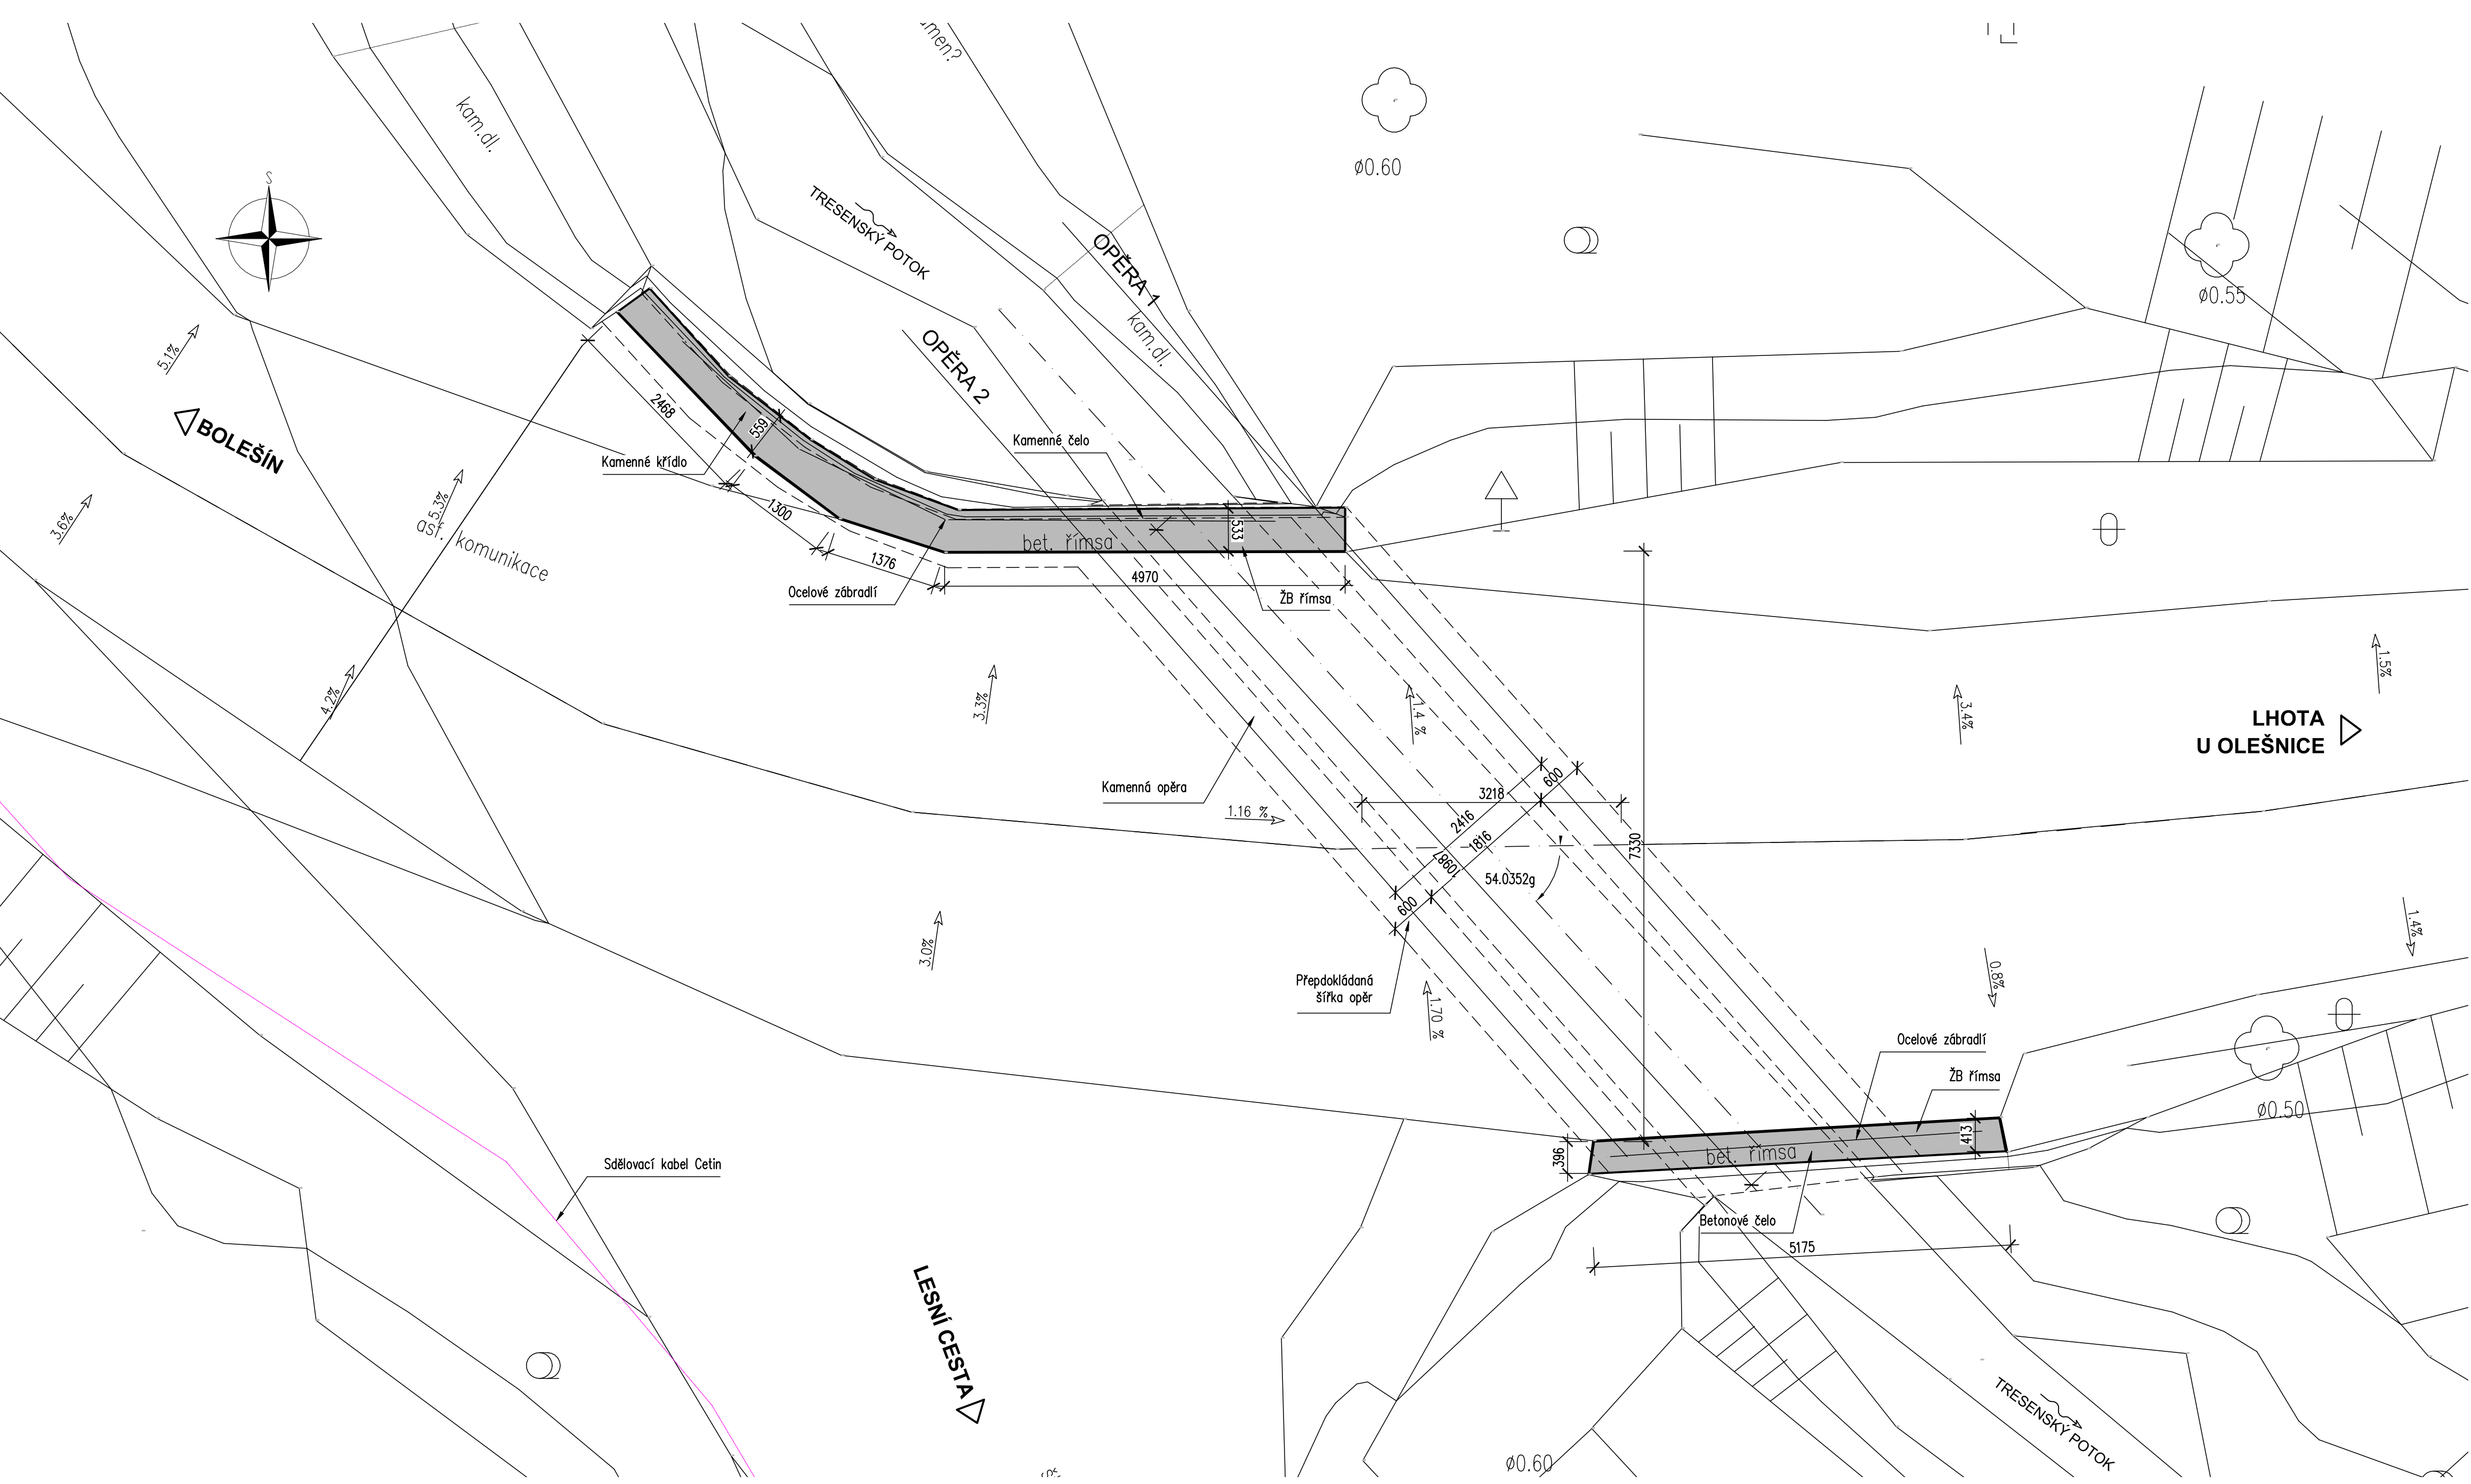 amen?
kam.dl.
S
ø0.60
TRESENSKÝ POTOK
OPĚRA 1
kam.dl.
ø0.55
OPĚRA 2
5.1%
BOLEŠÍN
3.6%
5.3%
asf. komunikace
4.2%
2468
559
Kamenné křídlo
Kamenné čelo
1300
1376
533
bet. římsa
4970
Ocelové zábradlí
ŽB římsa
3.3%
1.4 %
3.4%
1.5%
LHOTA
U OLEŠNICE
Kamenná opěra
1.16 %
3218
600
2416
1816
(1987)
7330
54.0352g
600
3.0%
Přepdokládaná
šířka opěr
1.70 %
0.8%
1.4%
Ocelové zábradlí
ŽB římsa
ø0.50
413
396
bet. římsa
Betonové čelo
5175
Sdělovací kabel Cetin
LESNÍ CESTA
TRESENSKÝ POTOK
ø0.60